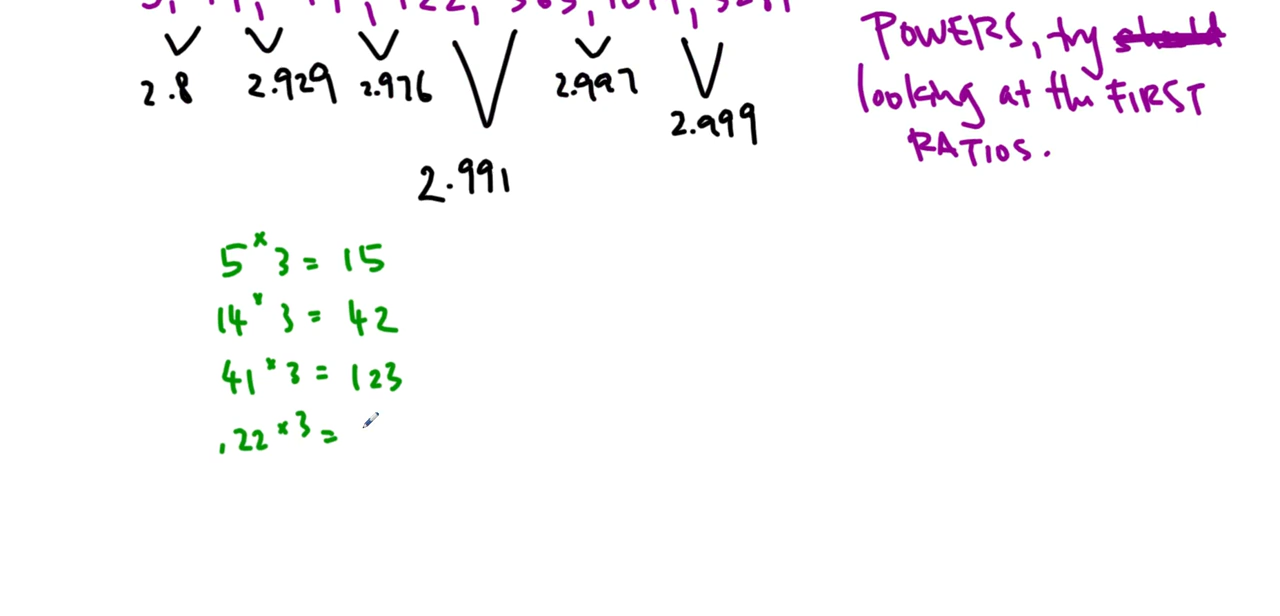 POWERS, try
looking at the FIRST
RATIOS.
2.8 2.929 2.976 2.997
2.999
2.991
5 × 3 = 15
14 × 3 = 42
41 × 3 = 123
122 × 3 =